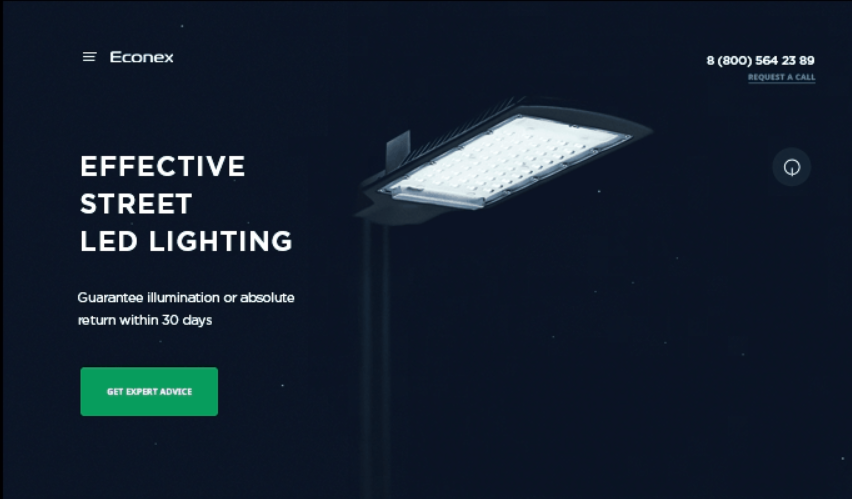 Econex
8 (800) 564 23 89
REQUEST A CALL
EFFECTIVE
STREET
LED LIGHTING
Guarantee illumination or absolute
return within 30 days
GET EXPERT ADVICE